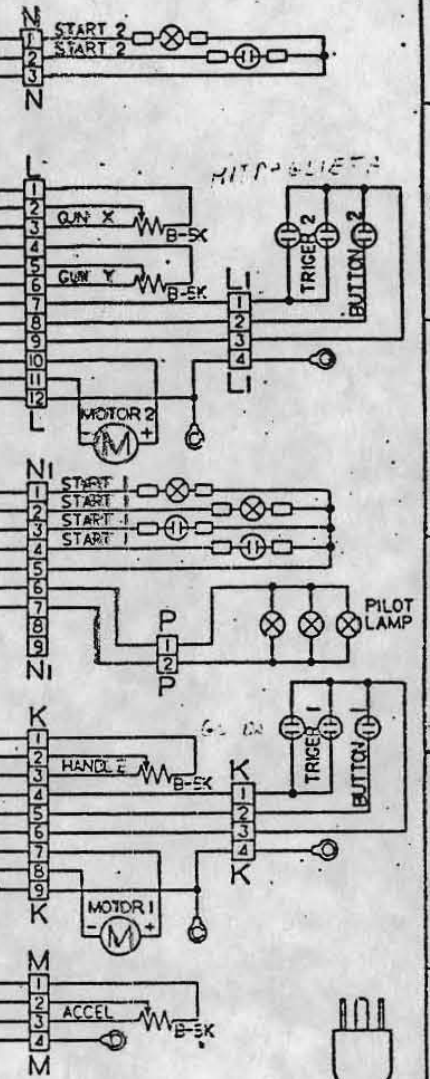 N
1 START 2
2 START 2
3
N
L
1
2
3 GUN X
4
5
6 GUN Y
7
8
9
10
11
12
L
B-5K
B-5K
MOTOR 2
- M +
L1
1
2
3
4
L1
TRIGER 2
BUTTON 2
N1
1 START 1
2 START 1
3 START 1
4 START 1
5
6
7
8
9
N1
P
1
2
P
PILOT
LAMP
K
1
2
3 HANDLE
4
5
6
7
8
9
K
B-5K
MOTOR 1
- M +
K
1
2
3
4
K
TRIGER 1
BUTTON 1
M
1
2
3 ACCEL
4
M
B-5K